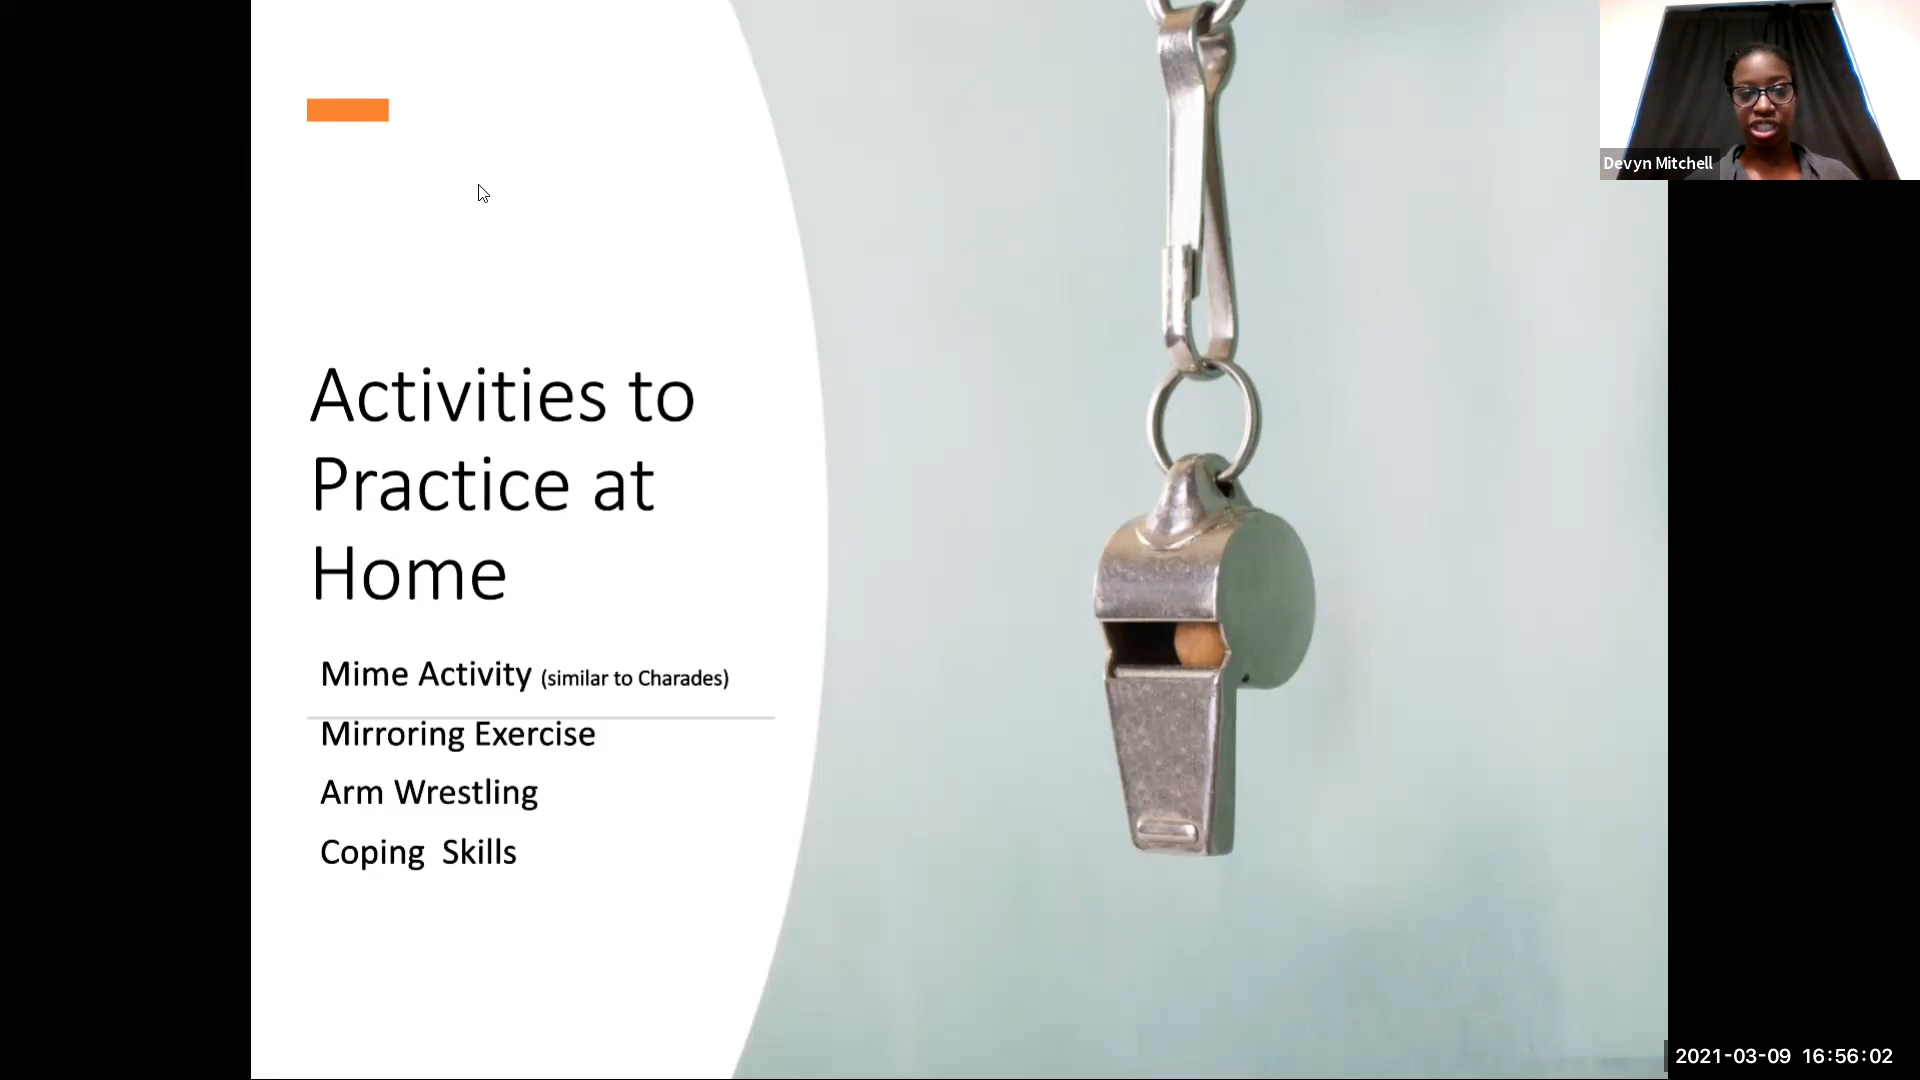 Devyn Mitchell
Activities to
Practice at
Home
Mime Activity (similar to Charades)
Mirroring Exercise
Arm Wrestling
Coping  Skills
2021-03-09 16:56:02